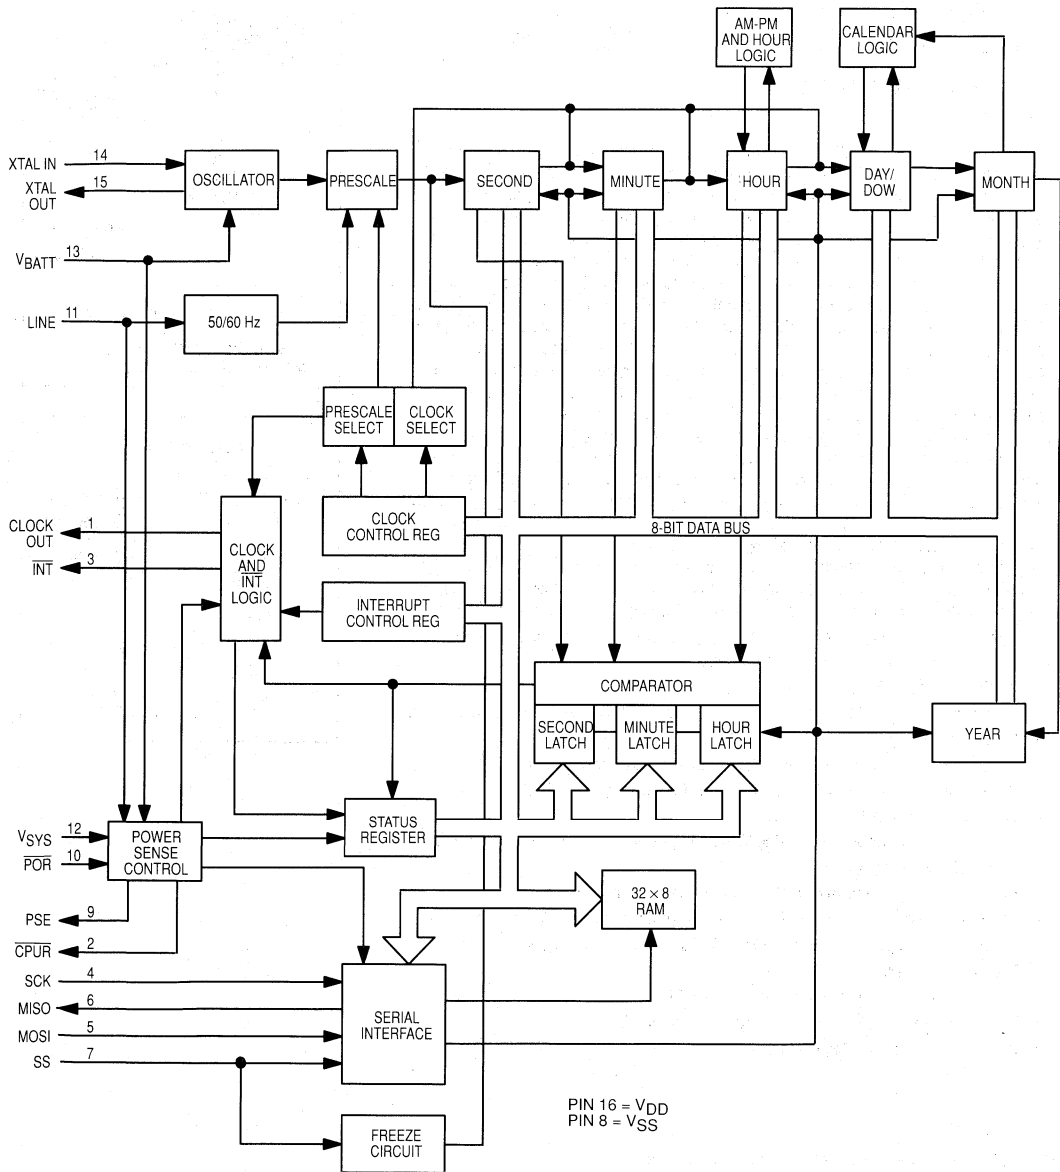 AM-PM
AND HOUR
LOGIC
CALENDAR
LOGIC
XTAL IN 14
XTAL
OUT 15
OSCILLATOR
PRESCALE
SECOND
MINUTE
HOUR
DAY/
DOW
MONTH
VBATT 13
LINE 11
50/60 Hz
PRESCALE
SELECT
CLOCK
SELECT
CLOCK
CONTROL REG
8-BIT DATA BUS
CLOCK
OUT 1
INT 3
CLOCK
AND
INT
LOGIC
INTERRUPT
CONTROL REG
COMPARATOR
SECOND
LATCH
MINUTE
LATCH
HOUR
LATCH
YEAR
VSYS 12
POR 10
POWER
SENSE
CONTROL
STATUS
REGISTER
PSE 9
CPUR 2
32 × 8
RAM
SCK 4
MISO 6
MOSI 5
SS 7
SERIAL
INTERFACE
FREEZE
CIRCUIT
PIN 16 = VDD
PIN 8 = VSS